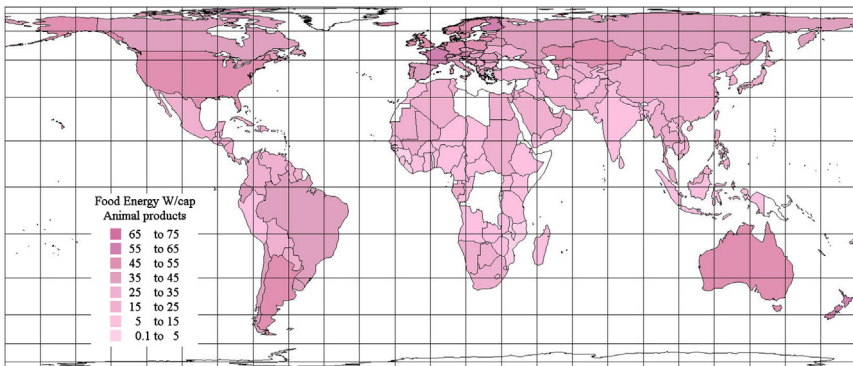 Food Energy W/cap
Animal products
65 to 75
55 to 65
45 to 55
35 to 45
25 to 35
15 to 25
5 to 15
0.1 to 5